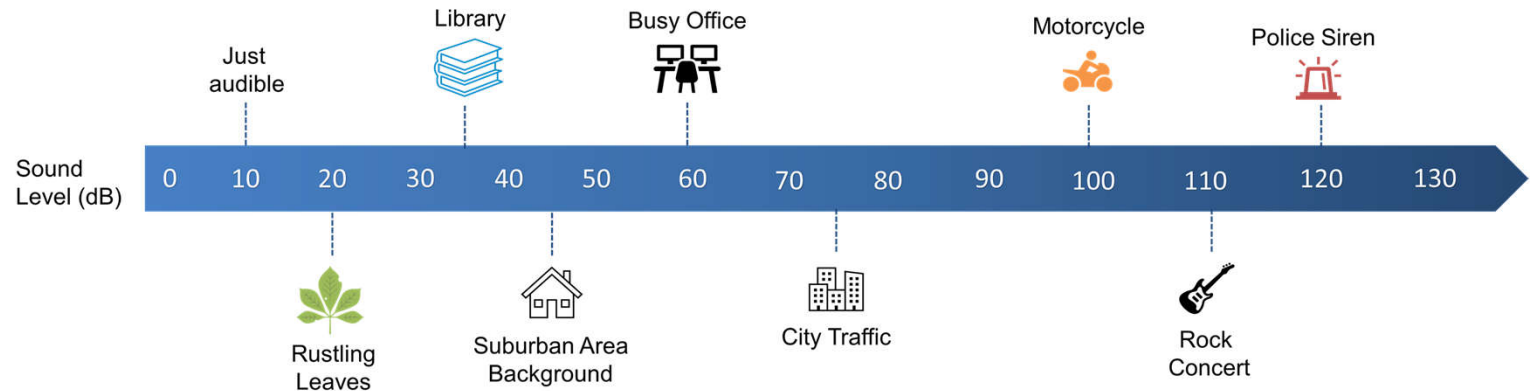 Just
audible
Library
Busy Office
Motorcycle
Police Siren
Sound
Level (dB)
0 10 20 30 40 50 60 70 80 90 100 110 120 130
Rustling
Leaves
Suburban Area
Background
City Traffic
Rock
Concert